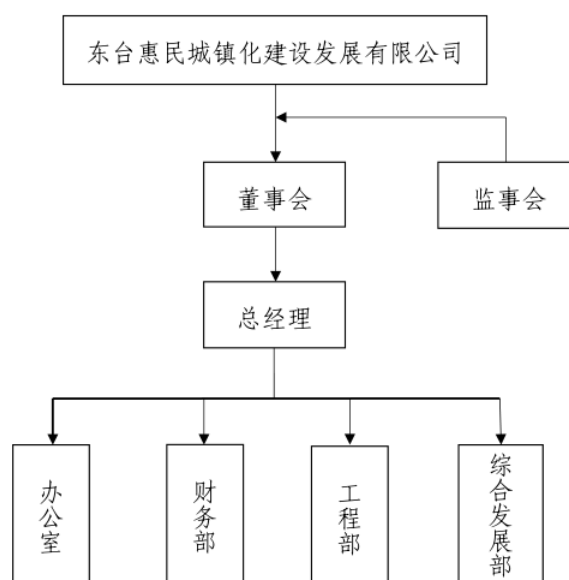 东台惠民城镇化建设发展有限公司
董事会
监事会
总经理
办公室
财务部
工程部
综合发展部